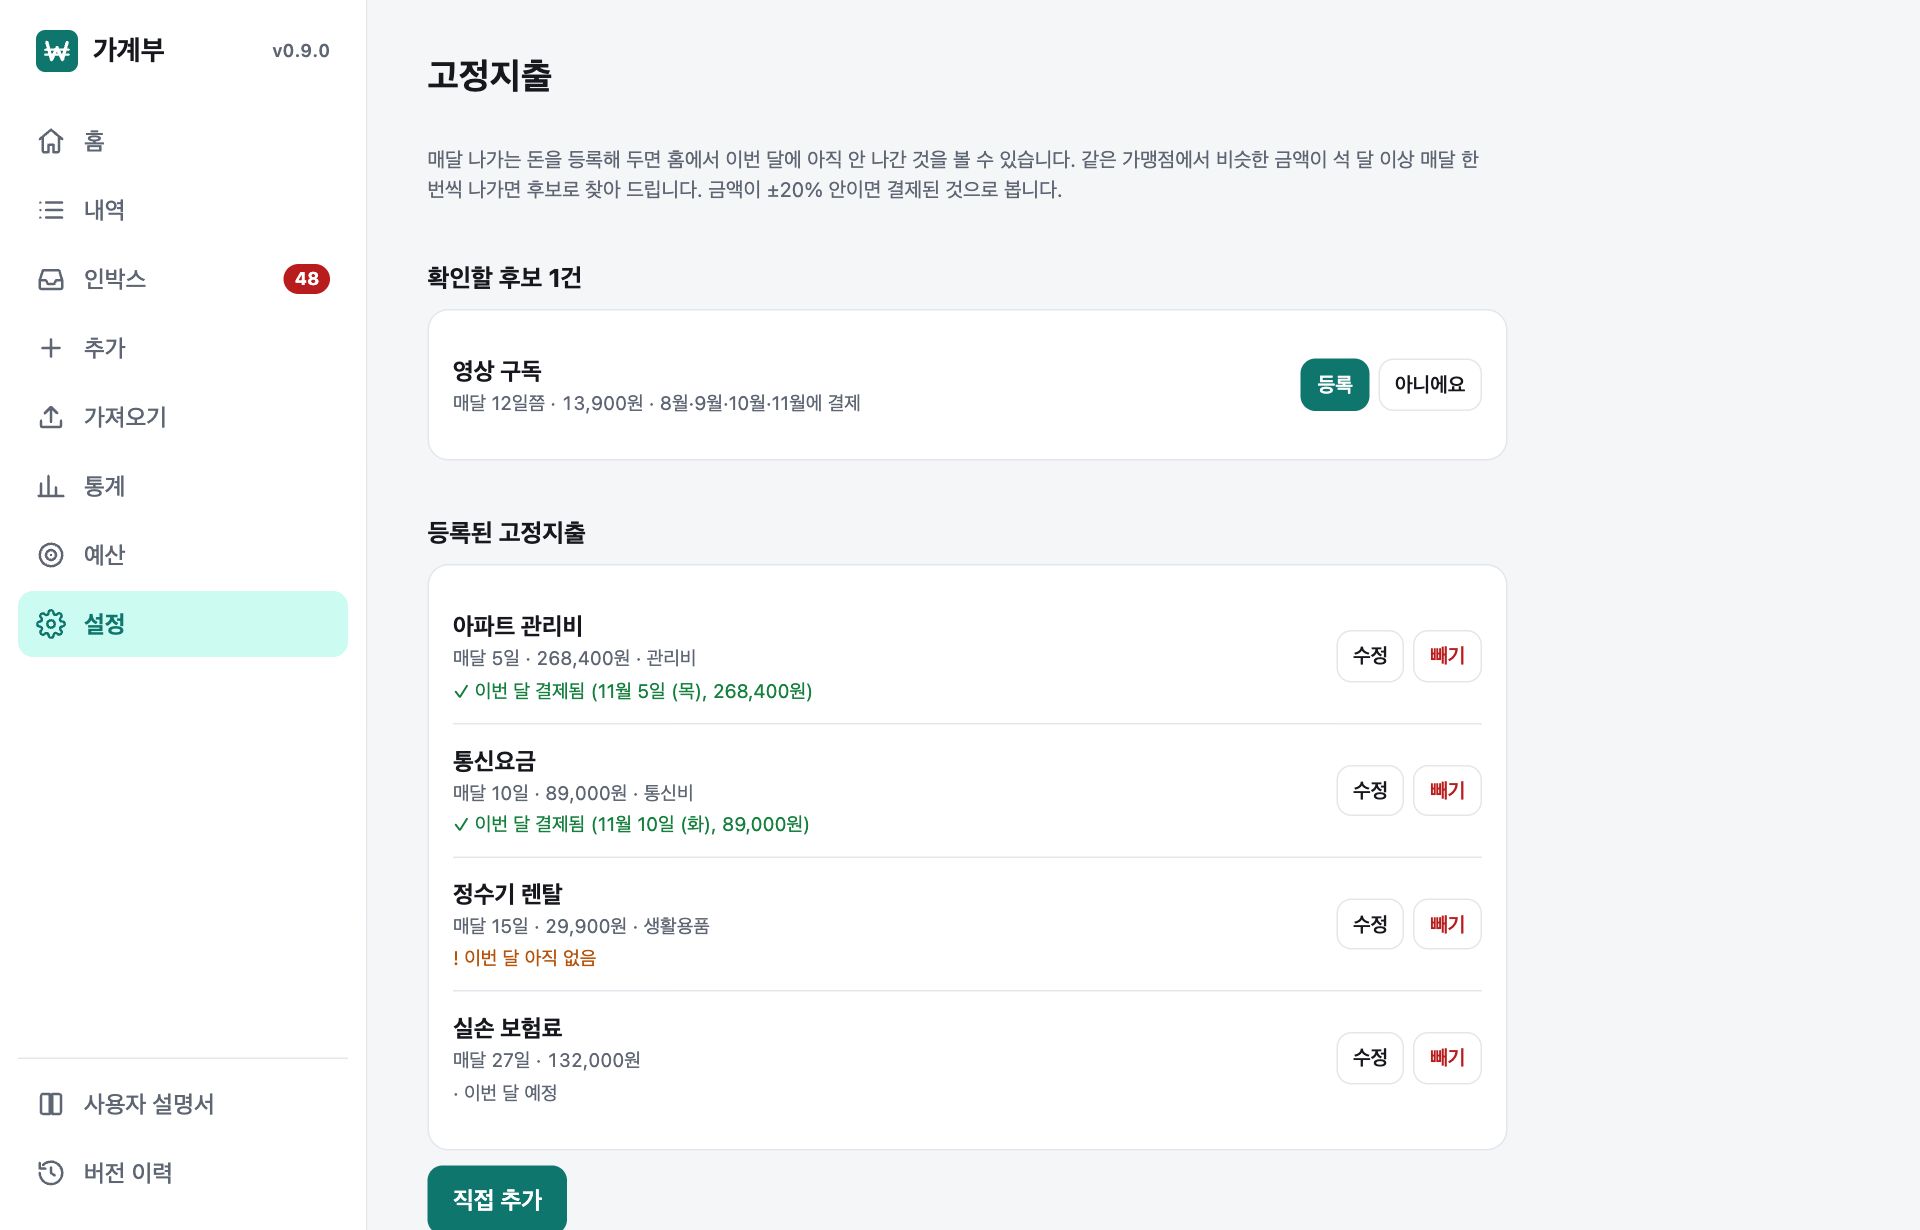 가계부
v0.9.0
홈
내역
인박스
48
추가
가져오기
통계
예산
설정
사용자 설명서
버전 이력
고정지출
매달 나가는 돈을 등록해 두면 홈에서 이번 달에 아직 안 나간 것을 볼 수 있습니다. 같은 가맹점에서 비슷한 금액이 석 달 이상 매달 한
번씩 나가면 후보로 찾아 드립니다. 금액이 ±20% 안이면 결제된 것으로 봅니다.
확인할 후보 1건
영상 구독
매달 12일쯤 · 13,900원 · 8월·9월·10월·11월에 결제
등록
아니에요
등록된 고정지출
아파트 관리비
매달 5일 · 268,400원 · 관리비
✓ 이번 달 결제됨 (11월 5일 (목), 268,400원)
수정
빼기
통신요금
매달 10일 · 89,000원 · 통신비
✓ 이번 달 결제됨 (11월 10일 (화), 89,000원)
수정
빼기
정수기 렌탈
매달 15일 · 29,900원 · 생활용품
! 이번 달 아직 없음
수정
빼기
실손 보험료
매달 27일 · 132,000원
· 이번 달 예정
수정
빼기
직접 추가